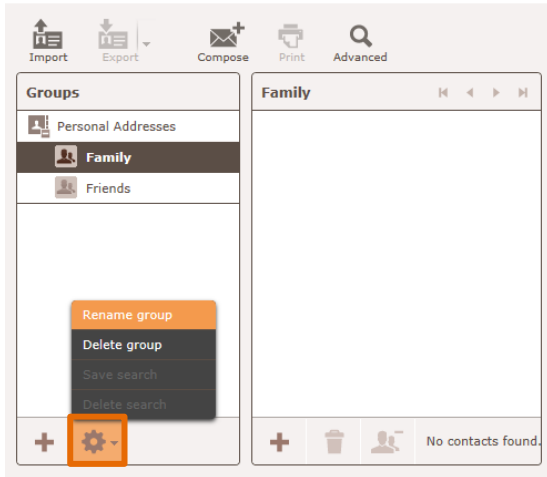 Import Export Compose Print Advanced
Groups
Personal Addresses
Family
Friends
Rename group
Delete group
Save search
Delete search
Family
No contacts found.